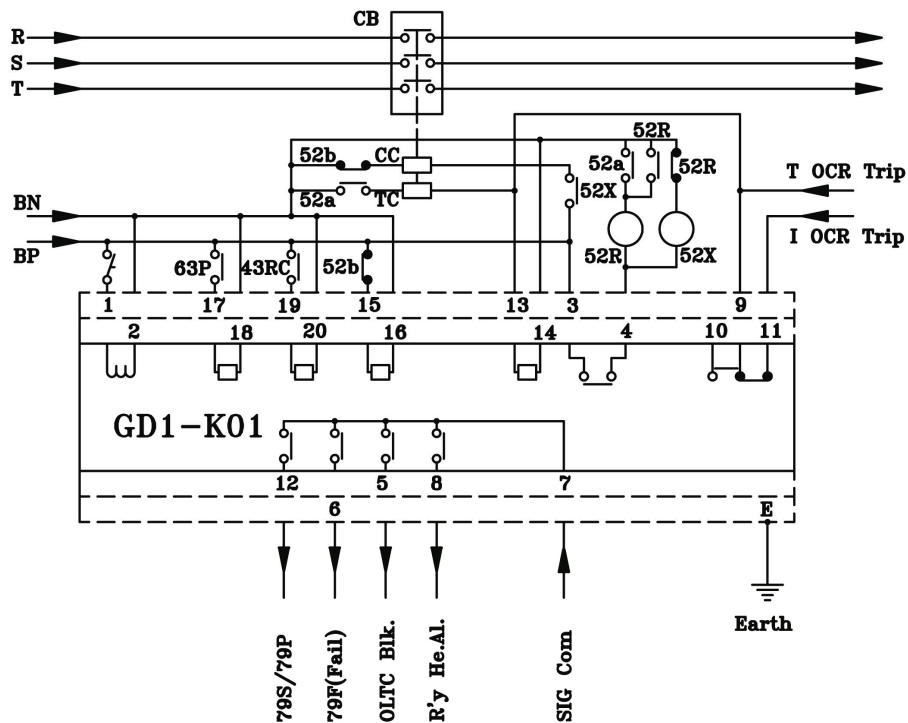 CB
R
S
T
52R
52b
CC
52a
52R
T OCR Trip
52a
TC
52X
BN
I OCR Trip
BP
63P
43RC
52b
52R
52X
1
17
19
15
13
3
9
2
18
20
16
14
4
10
11
GD1-K01
12
5
8
7
6
E
79S/79P
79F(Fail)
OLTC Blk.
R'y He.Al.
SIG Com
Earth